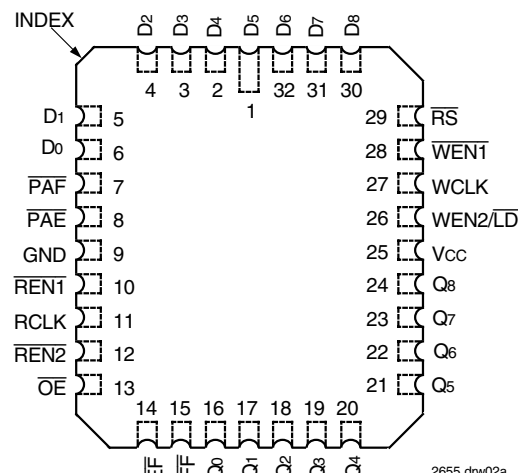 INDEX
D2 D3 D4 D5 D6 D7 D8
4 3 2 1 32 31 30
D1 5
D0 6
PAF 7
PAE 8
GND 9
REN1 10
RCLK 11
REN2 12
OE 13
29 RS
28 WEN1
27 WCLK
26 WEN2/LD
25 VCC
24 Q8
23 Q7
22 Q6
21 Q5
14 15 16 17 18 19 20
EF FF Q0 Q1 Q2 Q3 Q4
2655 drw02a